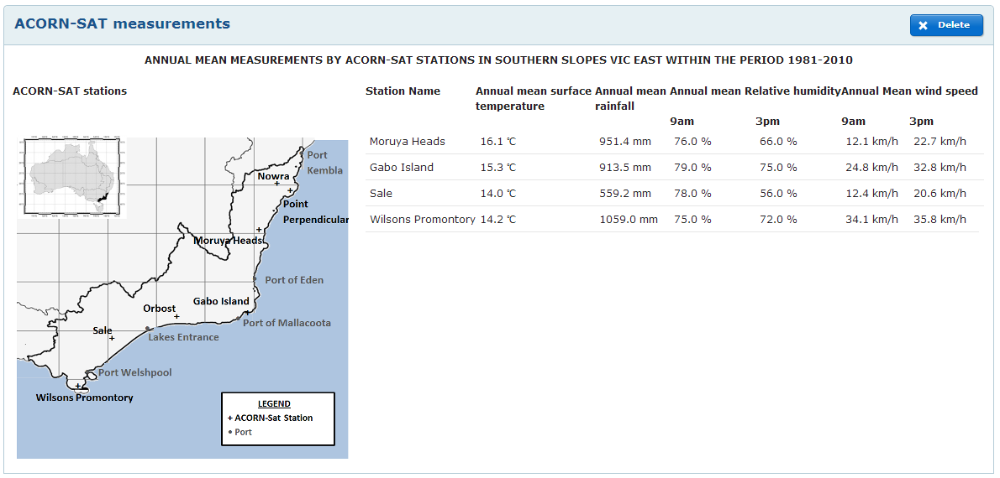 ACORN-SAT measurements
Delete
ANNUAL MEAN MEASUREMENTS BY ACORN-SAT STATIONS IN SOUTHERN SLOPES VIC EAST WITHIN THE PERIOD 1981-2010
ACORN-SAT stations
Port
Kembla
Nowra
Point
Perpendicular
Moruya Heads
Port of Eden
Gabo Island
Orbost
Port of Mallacoota
Sale
Lakes Entrance
Port Welshpool
Wilsons Promontory
LEGEND
+ ACORN-Sat Station
• Port
Station Name Annual mean surface Annual mean Annual mean Relative humidity Annual Mean wind speed
temperature rainfall
9am 3pm 9am 3pm
Moruya Heads 16.1 ℃ 951.4 mm 76.0 % 66.0 % 12.1 km/h 22.7 km/h
Gabo Island 15.3 ℃ 913.5 mm 79.0 % 75.0 % 24.8 km/h 32.8 km/h
Sale 14.0 ℃ 559.2 mm 78.0 % 56.0 % 12.4 km/h 20.6 km/h
Wilsons Promontory 14.2 ℃ 1059.0 mm 75.0 % 72.0 % 34.1 km/h 35.8 km/h